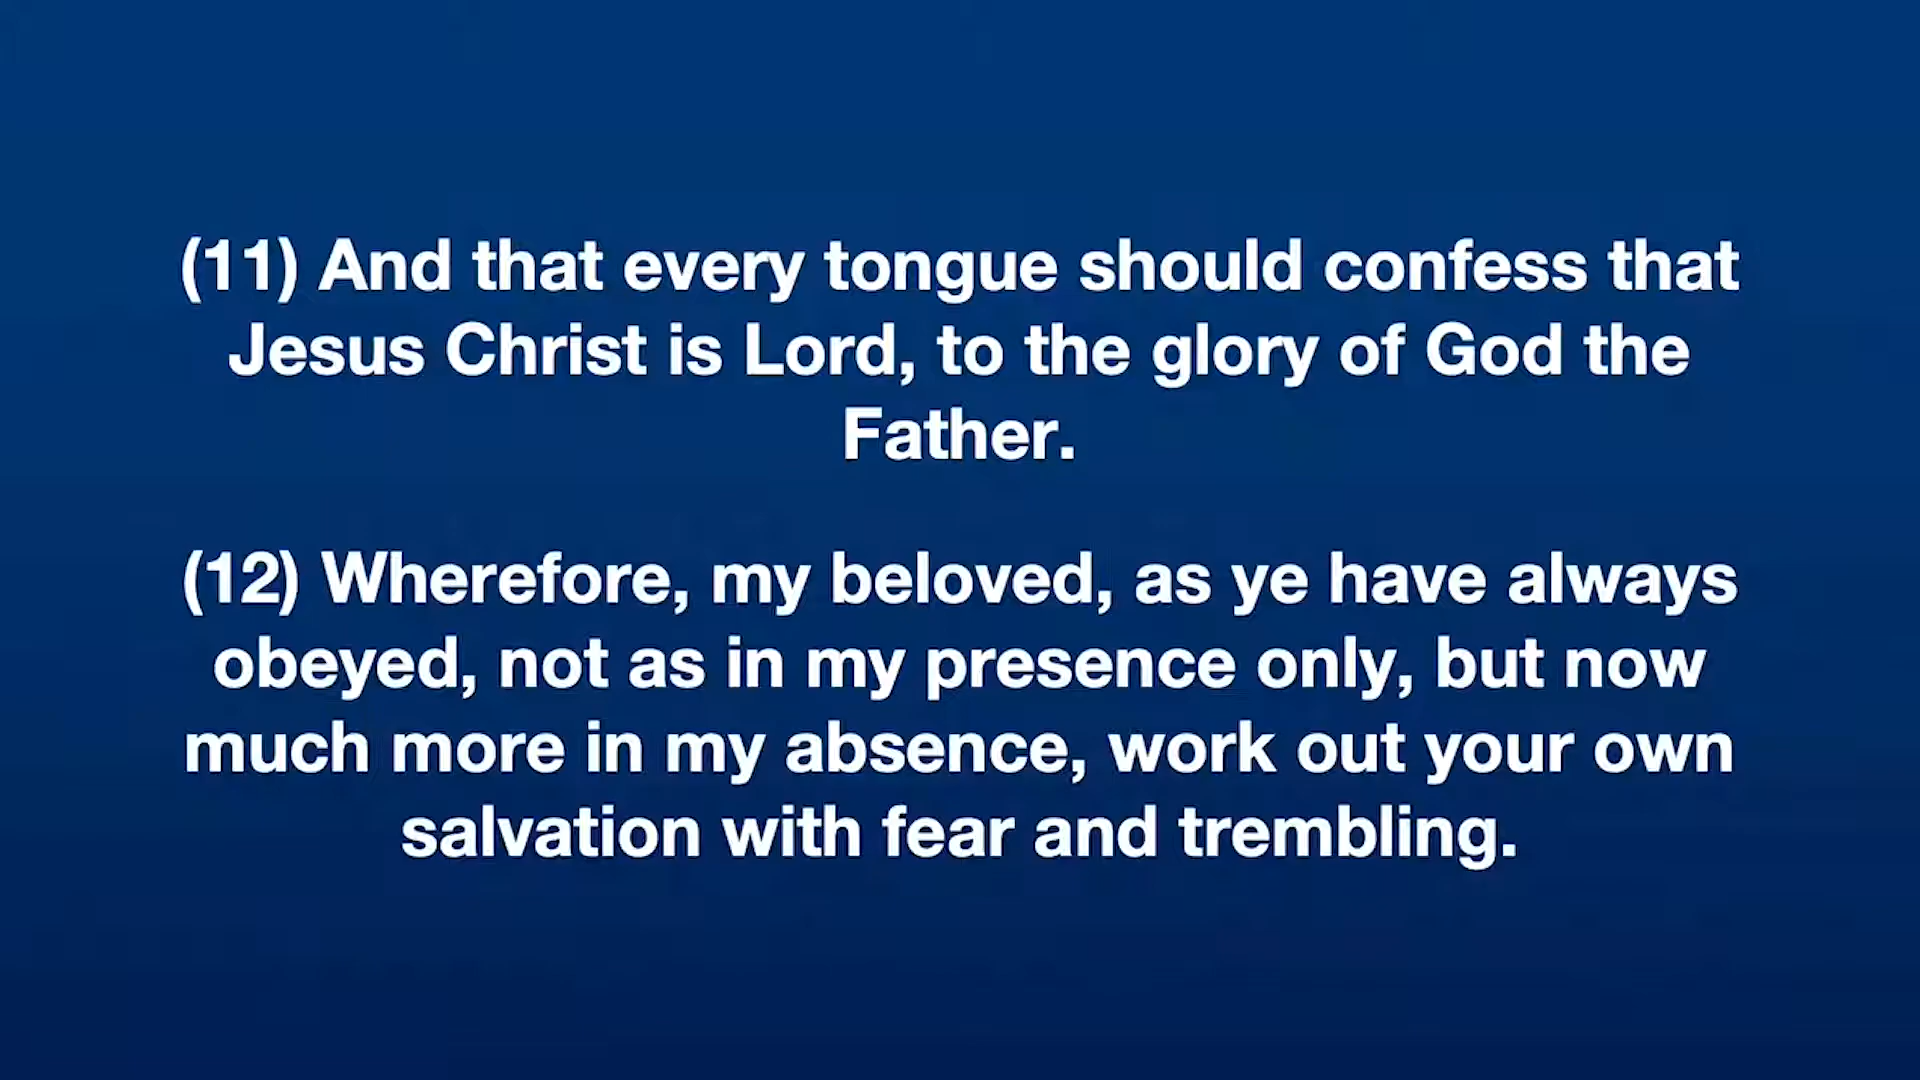 (11) And that every tongue should confess that
Jesus Christ is Lord, to the glory of God the
Father.
(12) Wherefore, my beloved, as ye have always
obeyed, not as in my presence only, but now
much more in my absence, work out your own
salvation with fear and trembling.